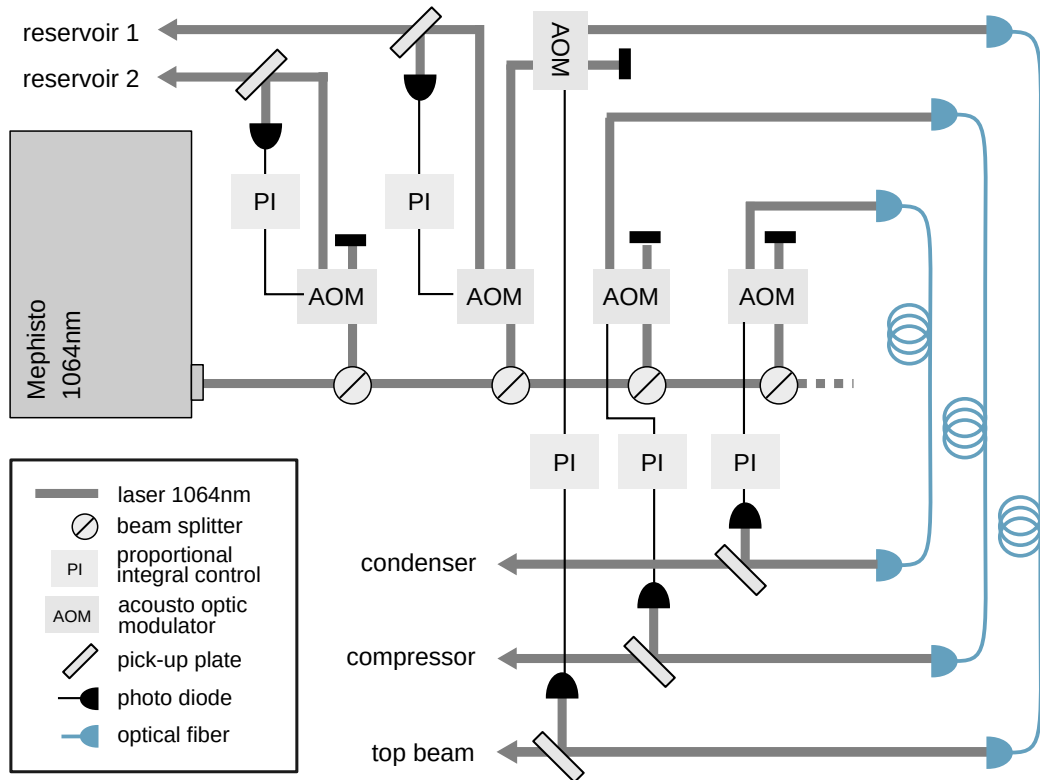 reservoir 1
reservoir 2
AOM
PI
PI
AOM
AOM
AOM
AOM
Mephisto
1064nm
PI
PI
PI
laser 1064nm
beam splitter
PI
proportional
integral control
AOM
acousto optic
modulator
pick-up plate
photo diode
optical fiber
condenser
compressor
top beam